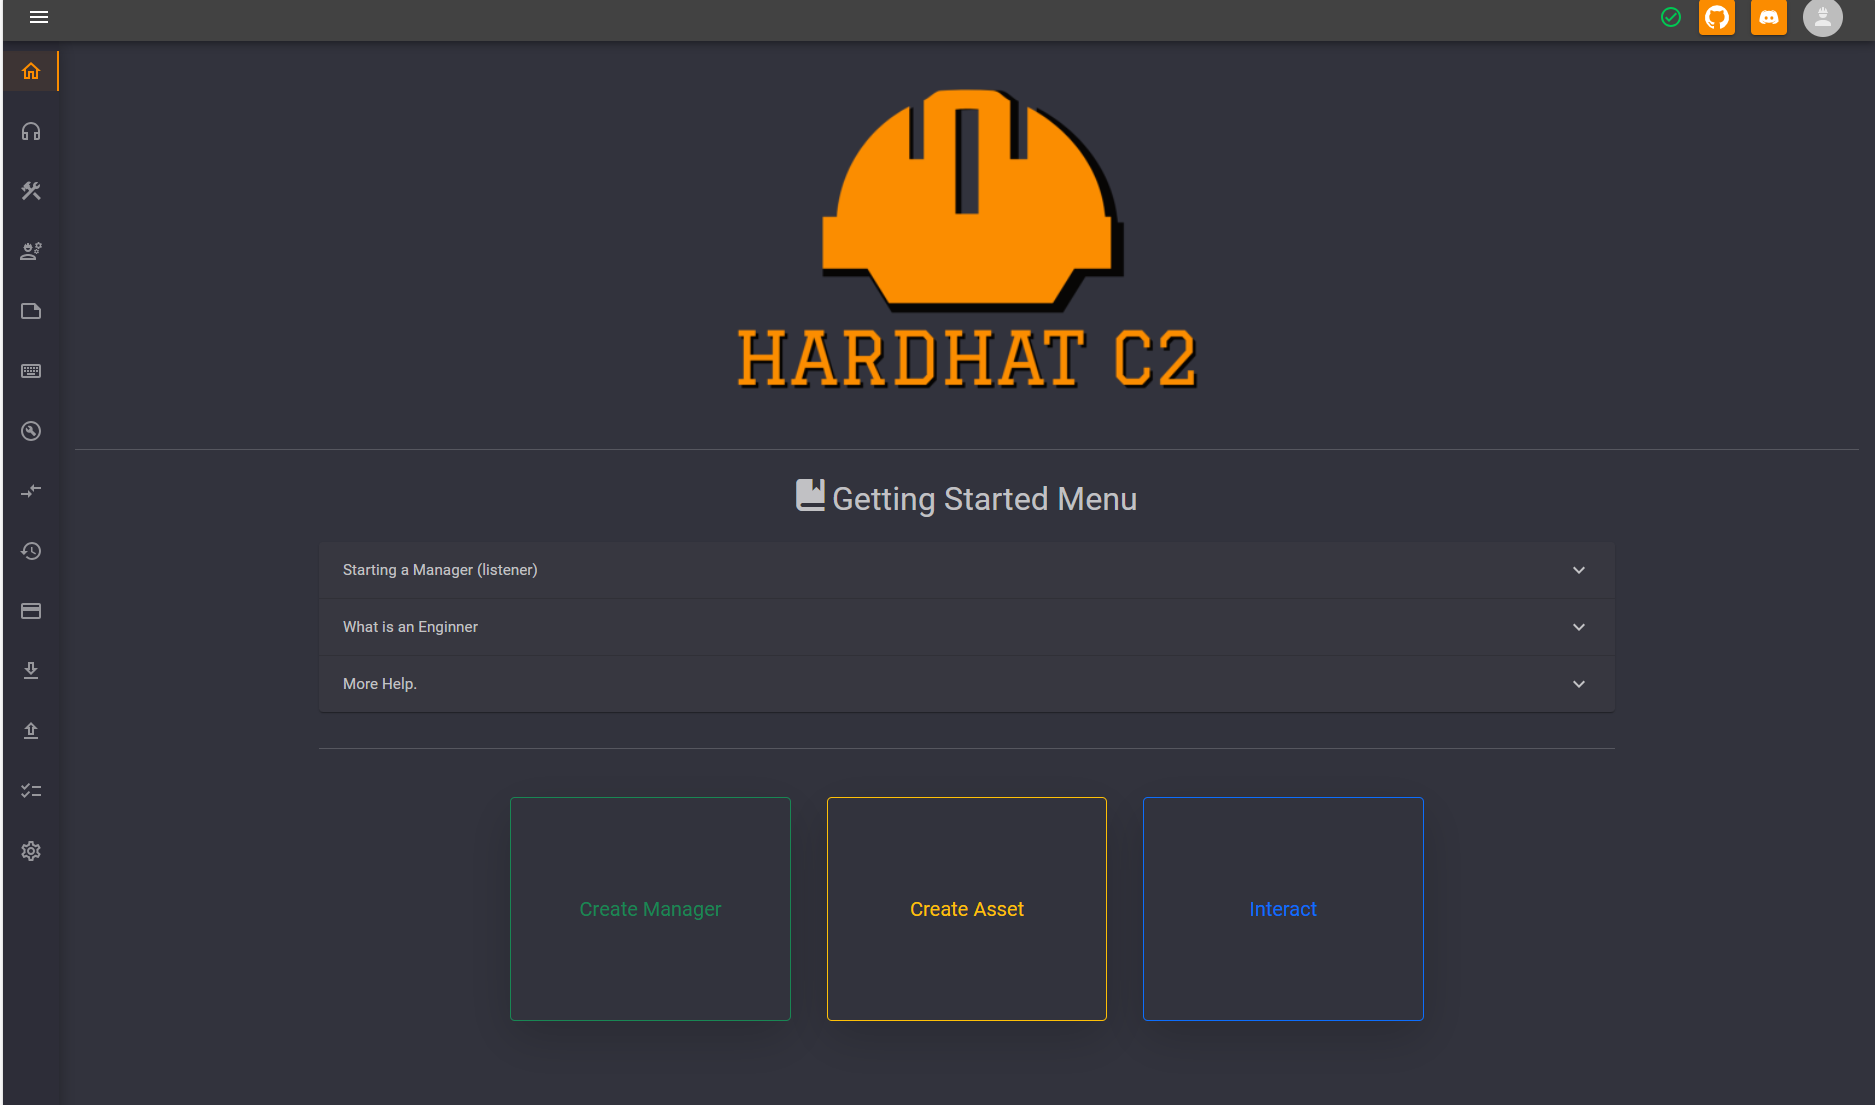 HARDHAT C2
Getting Started Menu
Starting a Manager (listener)
What is an Enginner
More Help.
Create Manager
Create Asset
Interact